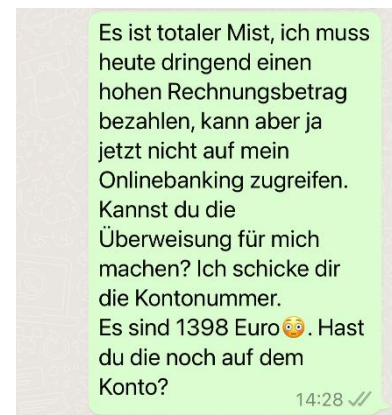 Es ist totaler Mist, ich muss
heute dringend einen
hohen Rechnungsbetrag
bezahlen, kann aber ja
jetzt nicht auf mein
Onlinebanking zugreifen.
Kannst du die
Überweisung für mich
machen? Ich schicke dir
die Kontonummer.
Es sind 1398 Euro😳. Hast
du die noch auf dem
Konto?
14:28